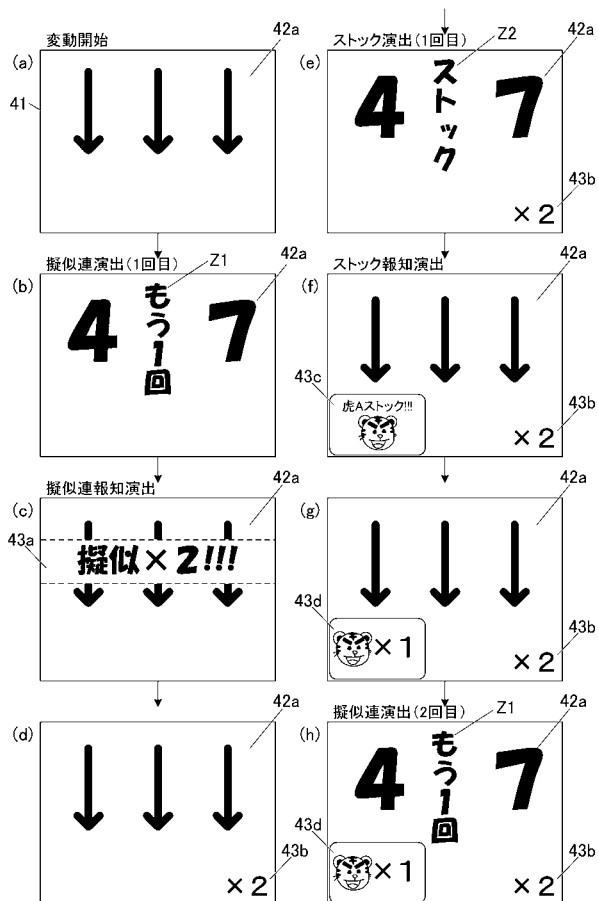 変動開始
42a
(a)
41
擬似連演出(1回目)
Z1
42a
(b)
4
もう1回
7
擬似連報知演出
42a
(c)
43a
擬似×2!!!
42a
(d)
43b
×2
ストック演出(1回目)
Z2
42a
(e)
4
ストック
7
43b
×2
ストック報知演出
42a
(f)
43c
虎Aストック!!!
43b
×2
42a
(g)
43d
×1
43b
×2
擬似連演出(2回目)
Z1
42a
(h)
4
もう1回
7
43d
×1
43b
×2